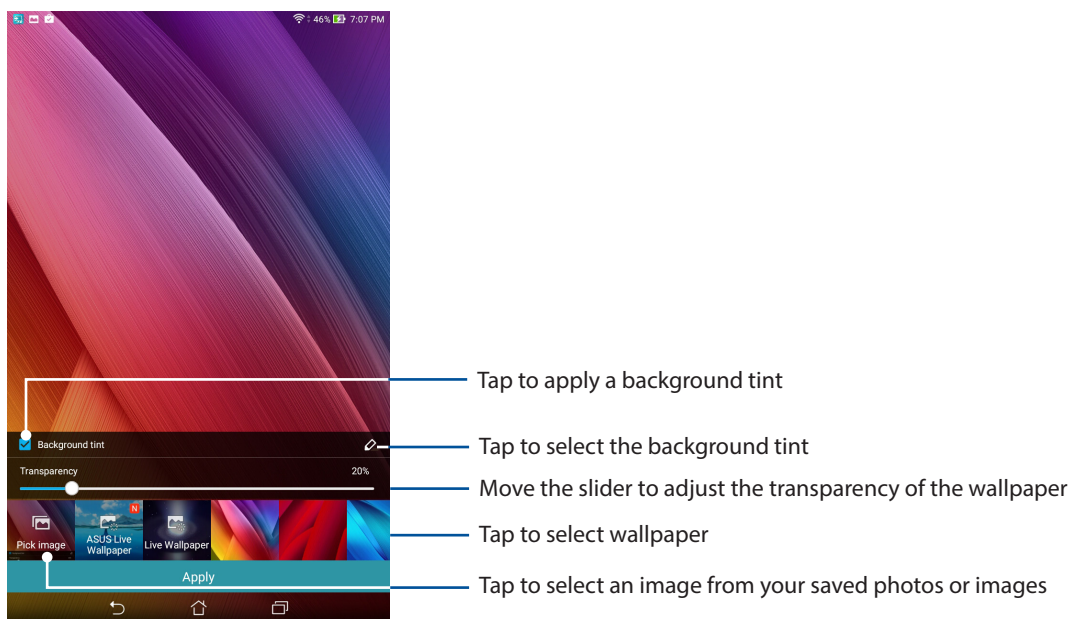 46% 7:07 PM
Tap to apply a background tint
Background tint
Tap to select the background tint
Transparency 20%
Move the slider to adjust the transparency of the wallpaper
N
Pick image
ASUS Live
Wallpaper
Live Wallpaper
Tap to select wallpaper
Apply
Tap to select an image from your saved photos or images